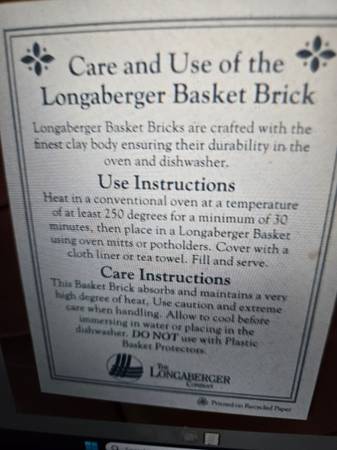 Care and Use of the
Longaberger Basket Brick
Longaberger Basket Bricks are crafted with the
finest clay body ensuring their durability in the
oven and dishwasher.
Use Instructions
Heat in a conventional oven at a temperature
of at least 250 degrees for a minimum of 30
minutes, then place in a Longaberger Basket
using oven mitts or potholders. Cover with a
cloth liner or tea towel. Fill and serve.
Care Instructions
This Basket Brick absorbs and maintains a very
high degree of heat. Use caution and extreme
care when handling. Allow to cool before
immersing in water or placing in the
dishwasher. DO NOT use with Plastic
Basket Protectors.
THE
LONGABERGER
COMPANY
Printed on Recycled Paper